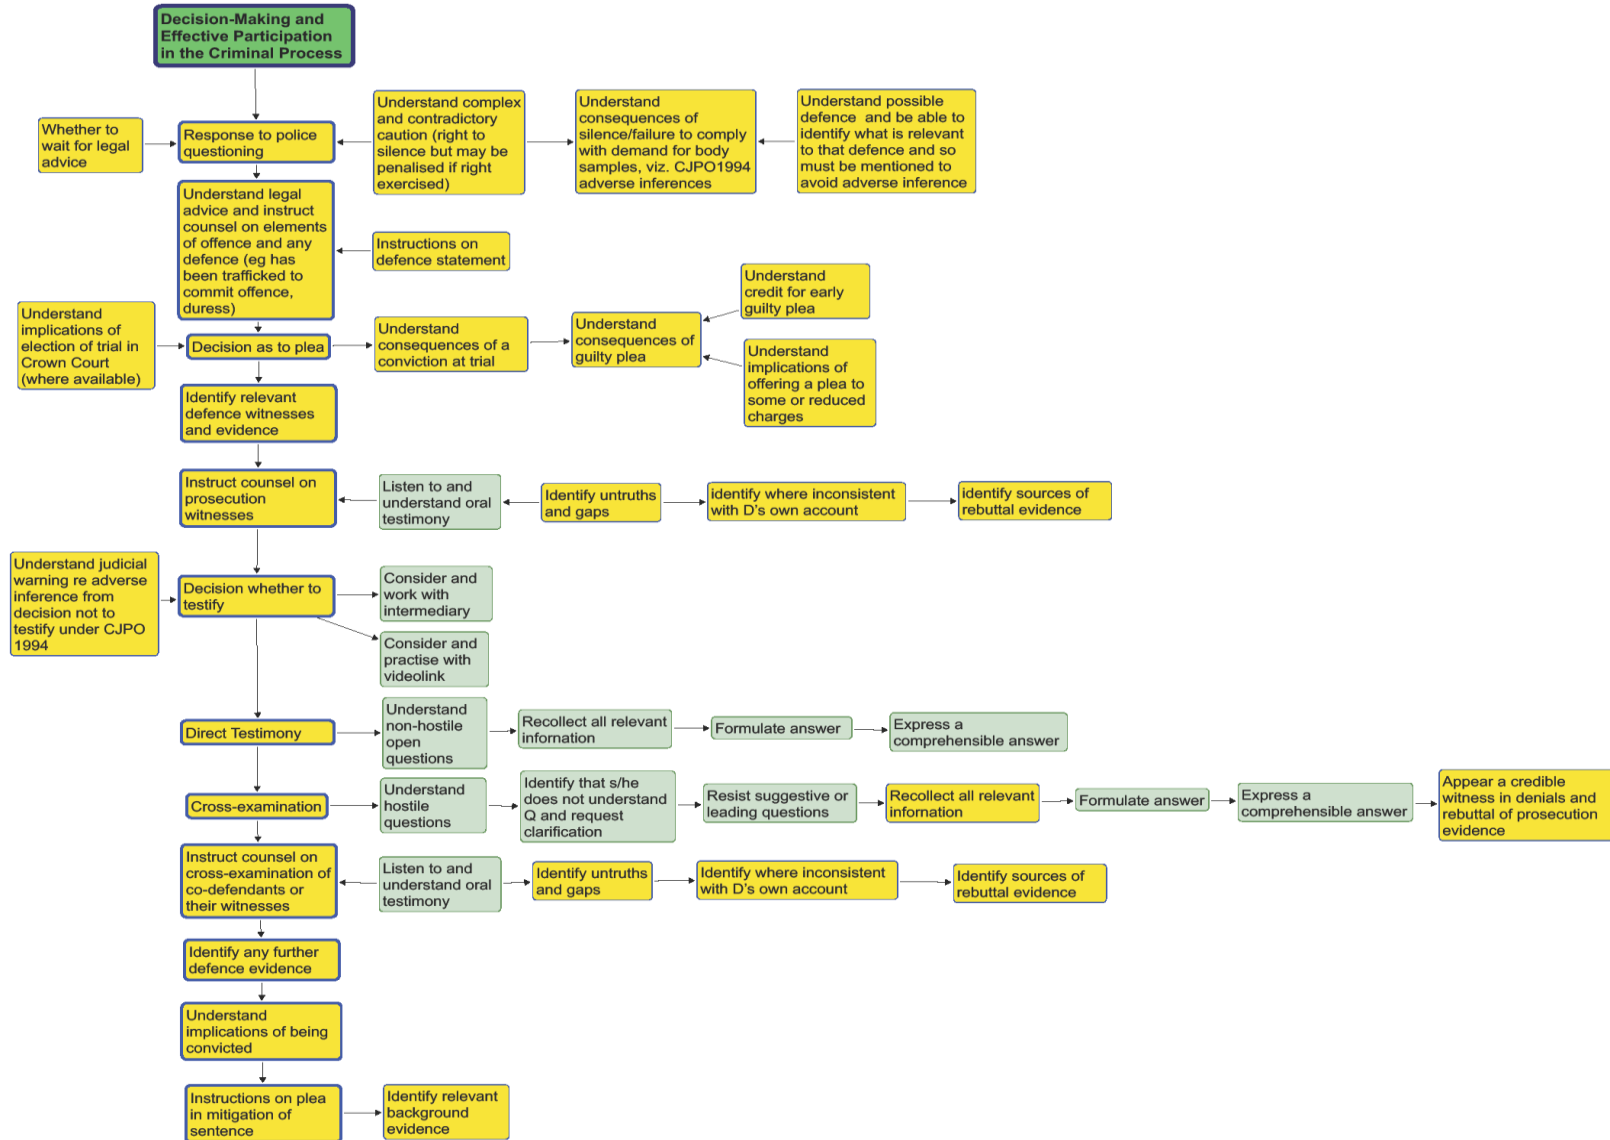 Decision-Making and
Effective Participation
in the Criminal Process
Whether to
wait for legal
advice
Response to police
questioning
Understand complex
and contradictory
caution (right to
silence but may be
penalised if right
exercised)
Understand
consequences of
silence/failure to comply
with demand for body
samples, viz. CJPO1994
adverse inferences
Understand possible
defence and be able to
identify what is relevant
to that defence and so
must be mentioned to
avoid adverse inference
Understand legal
advice and instruct
counsel on elements
of offence and any
defence (eg has
been trafficked to
commit offence,
duress)
Instructions on
defence statement
Understand
implications of
election of trial in
Crown Court
(where available)
Decision as to plea
Understand
consequences of a
conviction at trial
Understand
consequences of
guilty plea
Understand
credit for early
guilty plea
Understand
implications of
offering a plea to
some or reduced
charges
Identify relevant
defence witnesses
and evidence
Instruct counsel on
prosecution
witnesses
Listen to and
understand oral
testimony
Identify untruths
and gaps
identify where inconsistent
with D's own account
identify sources of
rebuttal evidence
Understand judicial
warning re adverse
inference from
decision not to
testify under CJPO
1994
Decision whether to
testify
Consider and
work with
intermediary
Consider and
practise with
videolink
Direct Testimony
Understand
non-hostile
open
questions
Recollect all relevant
infornation
Formulate answer
Express a
comprehensible answer
Cross-examination
Understand
hostile
questions
Identify that s/he
does not understand
Q and request
clarification
Resist suggestive or
leading questions
Recollect all relevant
infornation
Formulate answer
Express a
comprehensible answer
Appear a credible
witness in denials and
rebuttal of prosecution
evidence
Instruct counsel on
cross-examination of
co-defendants or
their witnesses
Listen to and
understand oral
testimony
Identify untruths
and gaps
Identify where inconsistent
with D's own account
Identify sources of
rebuttal evidence
Identify any further
defence evidence
Understand
implications of being
convicted
Instructions on plea
in mitigation of
sentence
Identify relevant
background
evidence